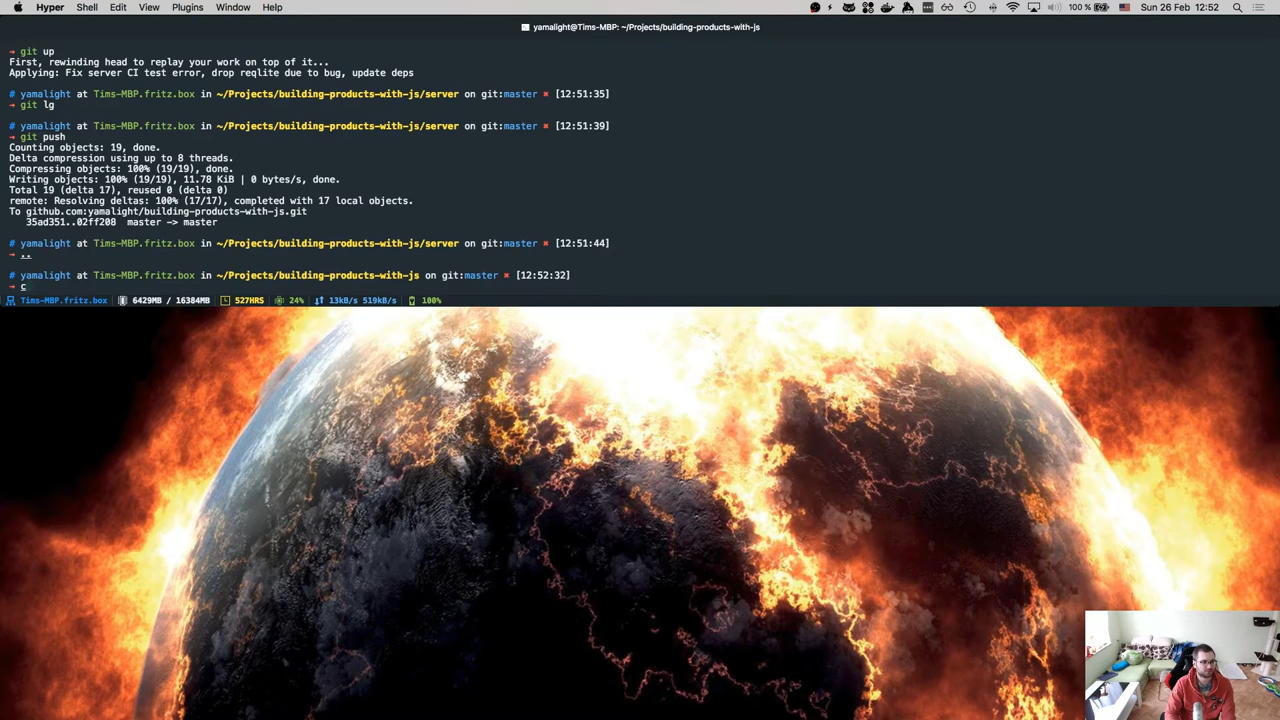 Hyper Shell Edit View Plugins Window Help 100 % Sun 26 Feb 12:52
yamalight@Tims-MBP: ~/Projects/building-products-with-js
→ git up
First, rewinding head to replay your work on top of it...
Applying: Fix server CI test error, drop reqlite due to bug, update deps
# yamalight at Tims-MBP.fritz.box in ~/Projects/building-products-with-js/server on git:master ✖ [12:51:35]
→ git lg
# yamalight at Tims-MBP.fritz.box in ~/Projects/building-products-with-js/server on git:master ✖ [12:51:39]
→ git push
Counting objects: 19, done.
Delta compression using up to 8 threads.
Compressing objects: 100% (19/19), done.
Writing objects: 100% (19/19), 11.78 KiB | 0 bytes/s, done.
Total 19 (delta 17), reused 0 (delta 0)
remote: Resolving deltas: 100% (17/17), completed with 17 local objects.
To github.com:yamalight/building-products-with-js.git
35ad351..02ff208 master -> master
# yamalight at Tims-MBP.fritz.box in ~/Projects/building-products-with-js/server on git:master ✖ [12:51:44]
→ ..
# yamalight at Tims-MBP.fritz.box in ~/Projects/building-products-with-js on git:master ✖ [12:52:32]
→ c
Tims-MBP.fritz.box 6429MB / 16384MB 527HRS 24% 13kB/s 519kB/s 100%